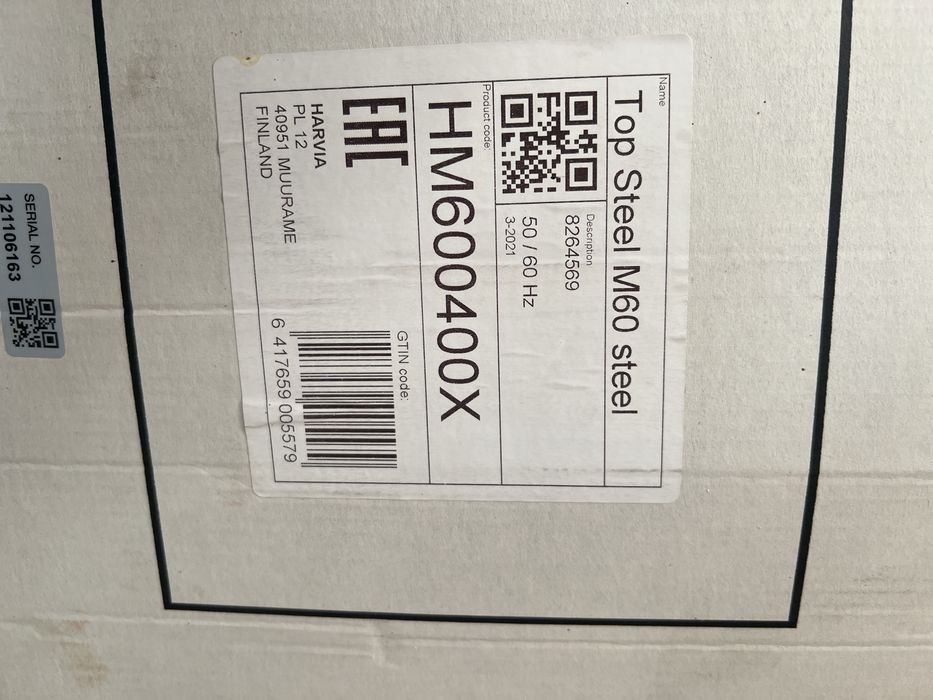 Name
Top Steel M60 steel
Description
8264569
50 / 60 Hz
3-2021
Product code:
HM600400X
EAC
HARVIA
PL 12
40951 MUURAME
FINLAND
GTIN code:
6 417659 005579
SERIAL NO.
121106163